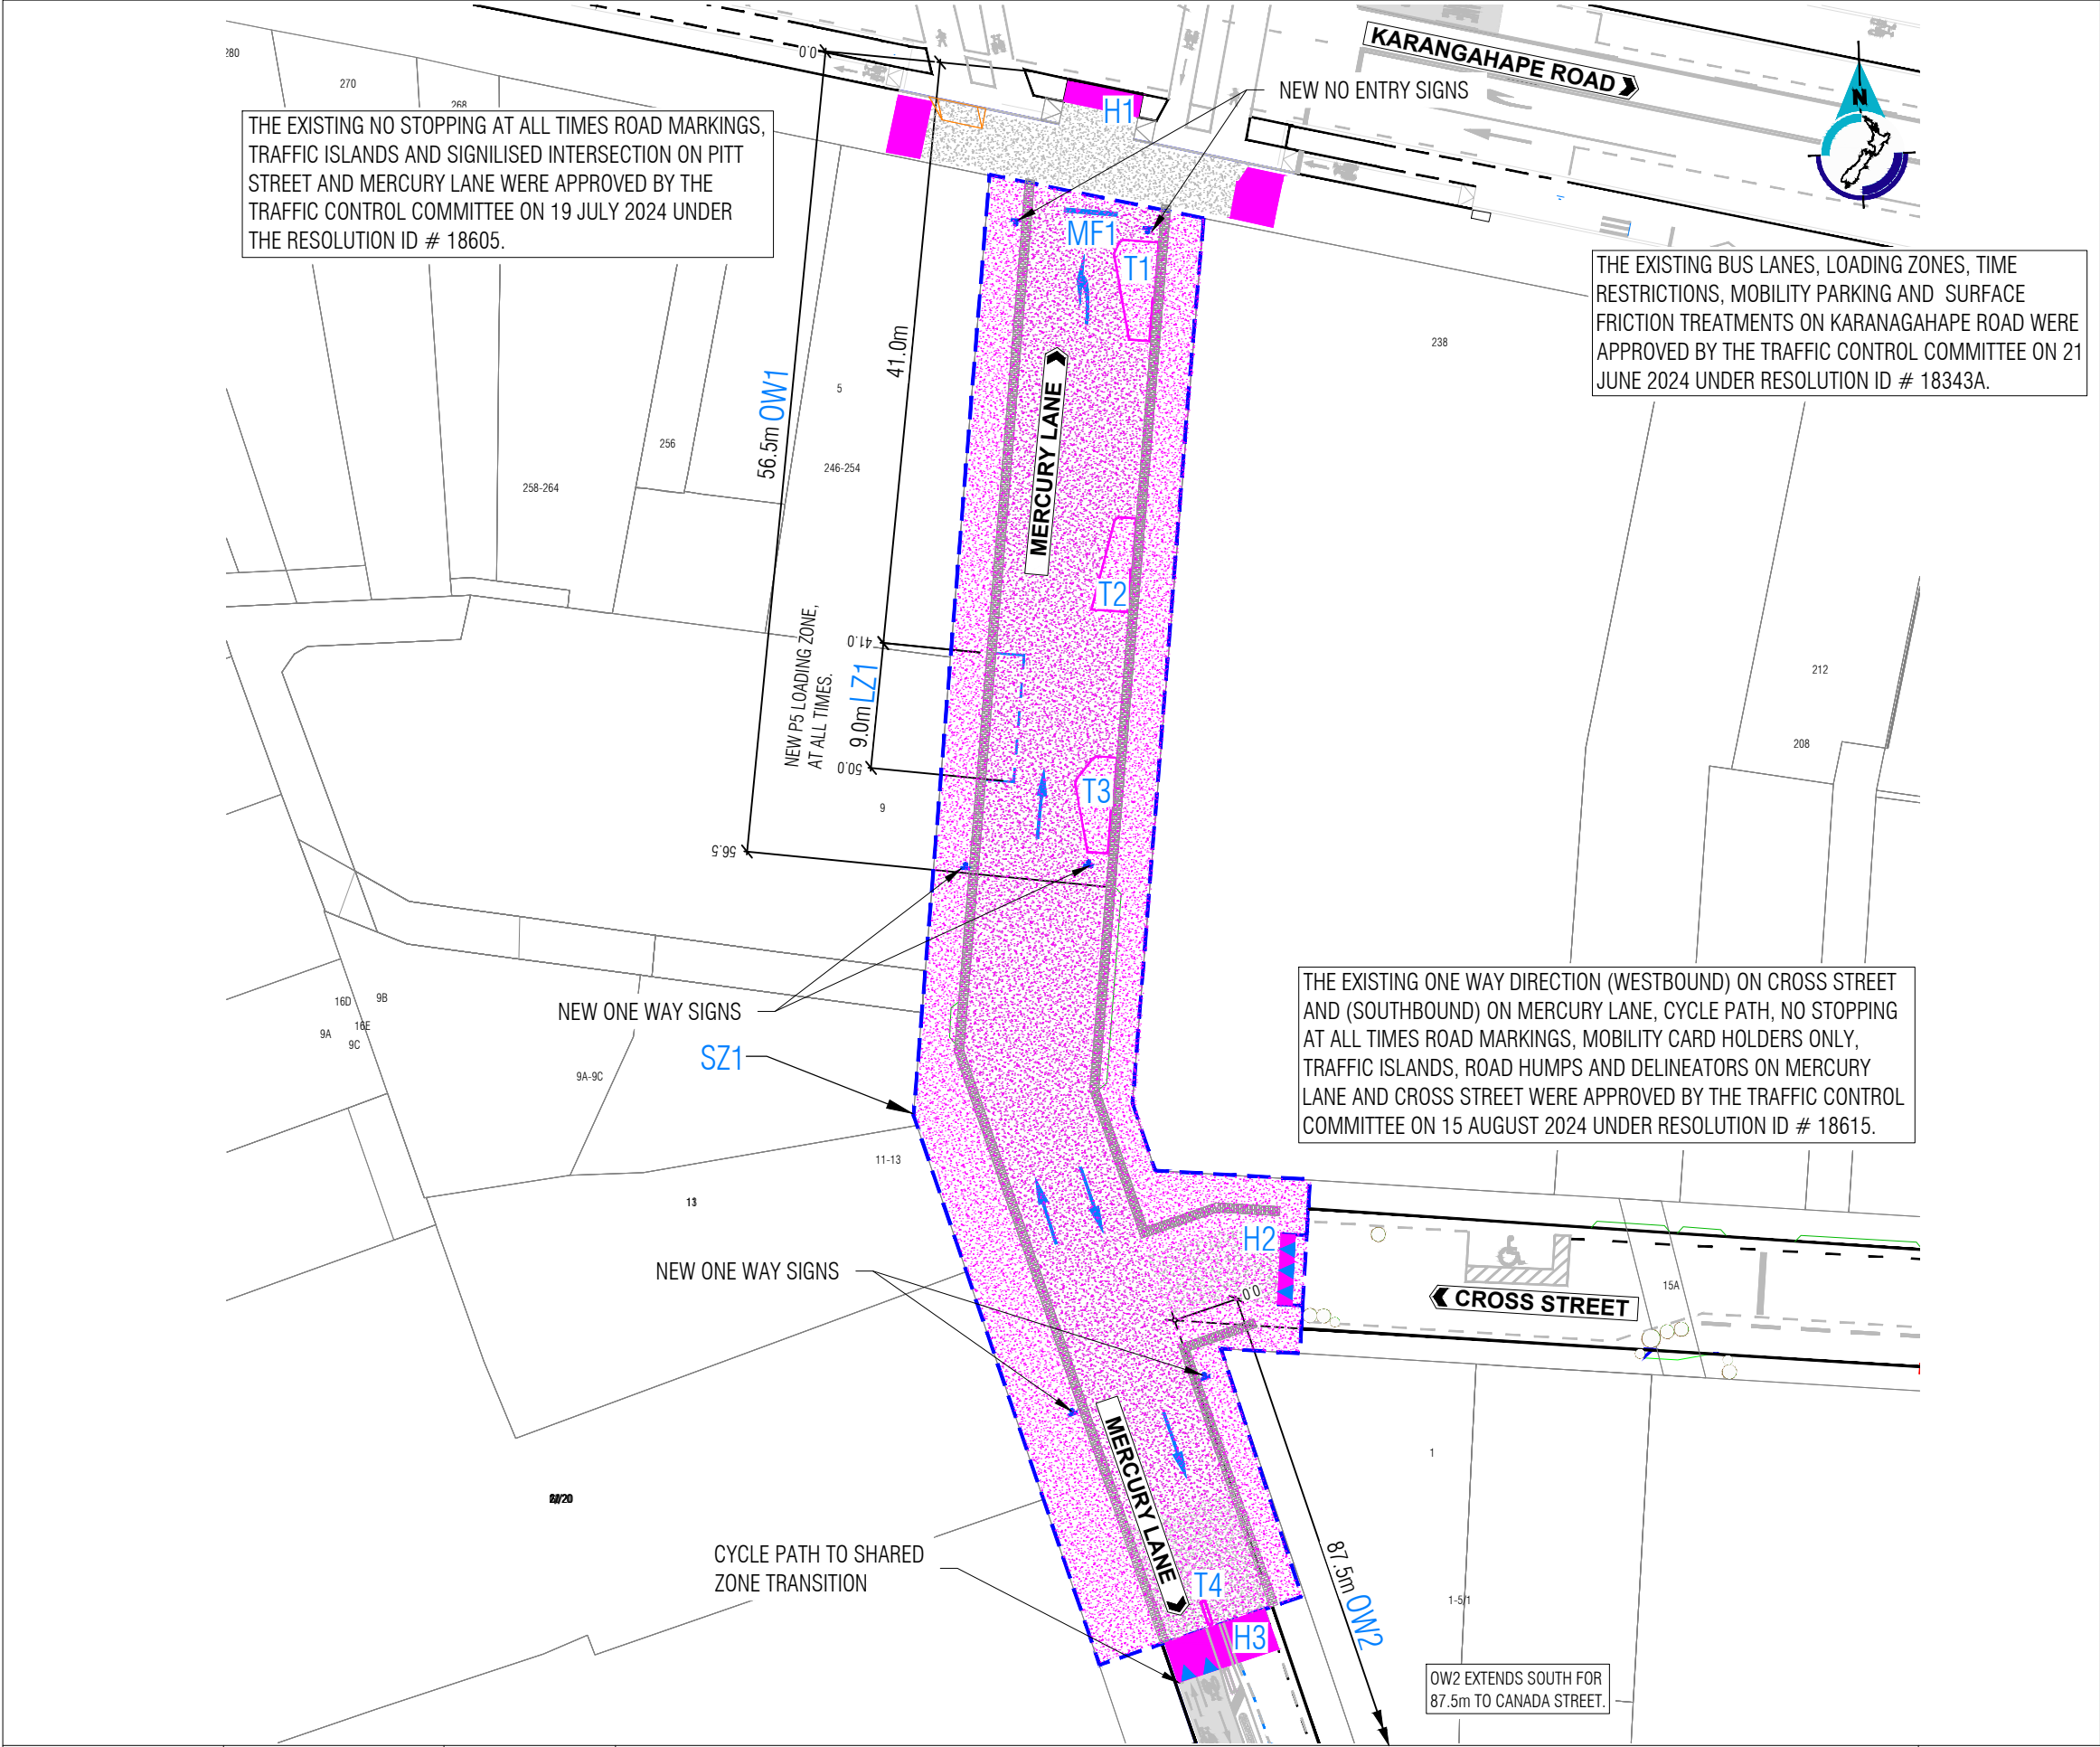 280
270
268
THE EXISTING NO STOPPING AT ALL TIMES ROAD MARKINGS,
TRAFFIC ISLANDS AND SIGNILISED INTERSECTION ON PITT
STREET AND MERCURY LANE WERE APPROVED BY THE
TRAFFIC CONTROL COMMITTEE ON 19 JULY 2024 UNDER
THE RESOLUTION ID # 18605.
0.0
H1
NEW NO ENTRY SIGNS
KARANGAHAPE ROAD
N
MF1
T1
THE EXISTING BUS LANES, LOADING ZONES, TIME
RESTRICTIONS, MOBILITY PARKING AND SURFACE
FRICTION TREATMENTS ON KARANAGAHAPE ROAD WERE
APPROVED BY THE TRAFFIC CONTROL COMMITTEE ON 21
JUNE 2024 UNDER RESOLUTION ID # 18343A.
238
41.0m
56.5m OW1
5
256
246-254
258-264
MERCURY LANE
T2
NEW P5 LOADING ZONE,
AT ALL TIMES.
41.0
9.0m LZ1
50.0
212
208
T3
9
56.5
NEW ONE WAY SIGNS
SZ1
16D
9B
16E
9A
9C
9A-9C
THE EXISTING ONE WAY DIRECTION (WESTBOUND) ON CROSS STREET
AND (SOUTHBOUND) ON MERCURY LANE, CYCLE PATH, NO STOPPING
AT ALL TIMES ROAD MARKINGS, MOBILITY CARD HOLDERS ONLY,
TRAFFIC ISLANDS, ROAD HUMPS AND DELINEATORS ON MERCURY
LANE AND CROSS STREET WERE APPROVED BY THE TRAFFIC CONTROL
COMMITTEE ON 15 AUGUST 2024 UNDER RESOLUTION ID # 18615.
11-13
13
H2
NEW ONE WAY SIGNS
0.0
CROSS STREET
15A
MERCURY LANE
1
CYCLE PATH TO SHARED
ZONE TRANSITION
T4
H3
87.5m OW2
1-5/1
OW2 EXTENDS SOUTH FOR
87.5m TO CANADA STREET.